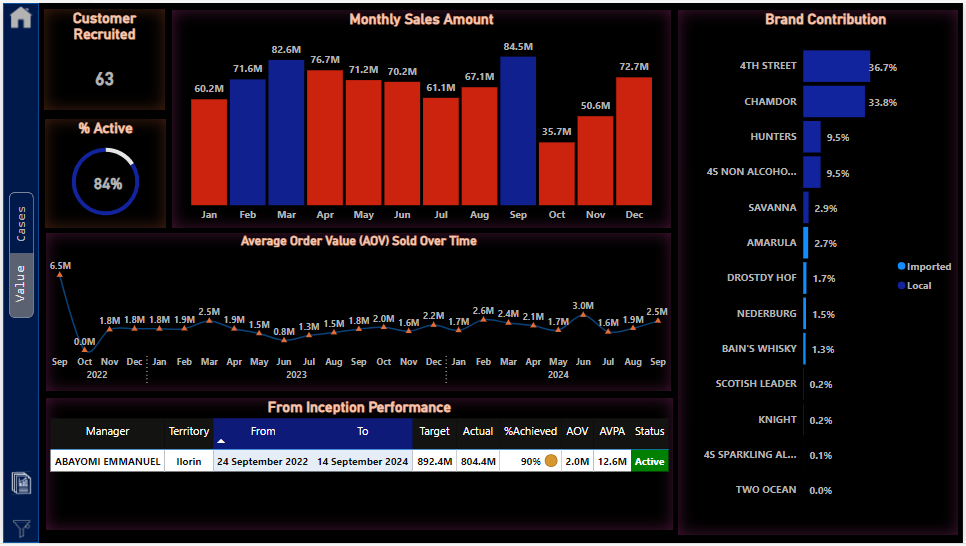 Customer
Recruited
63
% Active
84%
Cases
Value
Monthly Sales Amount
60.2M 71.6M 82.6M 76.7M 71.2M 70.2M 61.1M 67.1M 84.5M 35.7M 50.6M 72.7M
Jan Feb Mar Apr May Jun Jul Aug Sep Oct Nov Dec
Average Order Value (AOV) Sold Over Time
6.5M 0.0M 1.8M 1.8M 1.8M 1.9M 2.5M 1.9M 1.5M 0.8M 1.3M 1.5M 1.8M 2.0M 1.6M 2.2M 1.7M 2.6M 2.4M 2.1M 1.7M 3.0M 1.6M 1.9M 2.5M
Sep Oct Nov Dec Jan Feb Mar Apr May Jun Jul Aug Sep Oct Nov Dec Jan Feb Mar Apr May Jun Jul Aug Sep
2022 2023 2024
From Inception Performance
Manager Territory From To Target Actual %Achieved AOV AVPA Status
ABAYOMI EMMANUEL Ilorin 24 September 2022 14 September 2024 892.4M 804.4M 90% 2.0M 12.6M Active
Brand Contribution
4TH STREET 36.7%
CHAMDOR 33.8%
HUNTERS 9.5%
4S NON ALCOHO... 9.5%
SAVANNA 2.9%
AMARULA 2.7%
DROSTDY HOF 1.7%
NEDERBURG 1.5%
BAIN'S WHISKY 1.3%
SCOTISH LEADER 0.2%
KNIGHT 0.2%
4S SPARKLING AL... 0.1%
TWO OCEAN 0.0%
Imported
Local